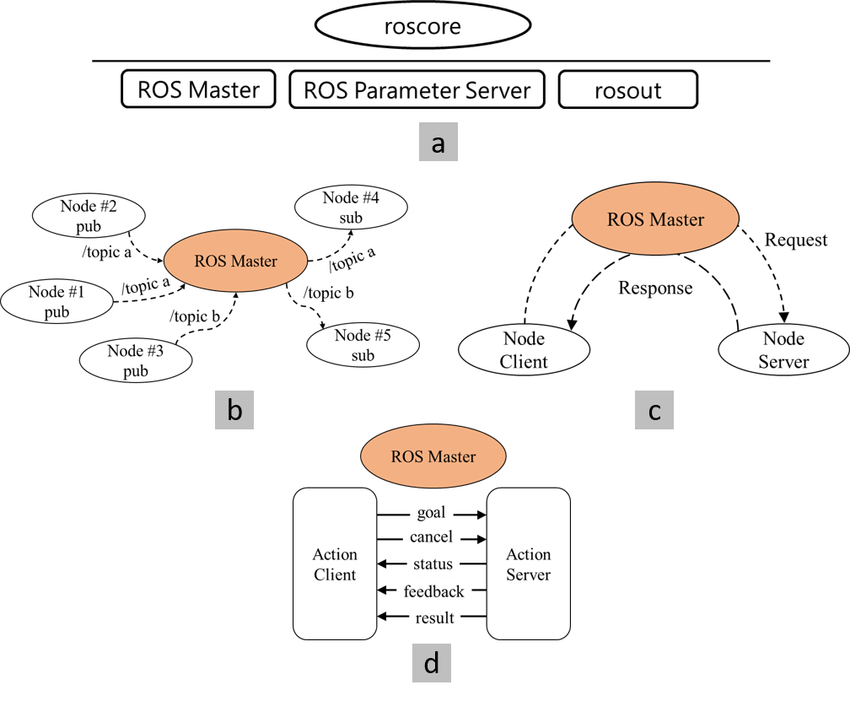 roscore
ROS Master
ROS Parameter Server
rosout
a
Node #2
pub
/topic a
Node #1
pub
/topic a
Node #3
pub
/topic b
ROS Master
Node #4
sub
/topic a
/topic b
Node #5
sub
b
ROS Master
Request
Response
Node
Client
Node
Server
c
ROS Master
Action
Client
goal
cancel
status
feedback
result
Action
Server
d